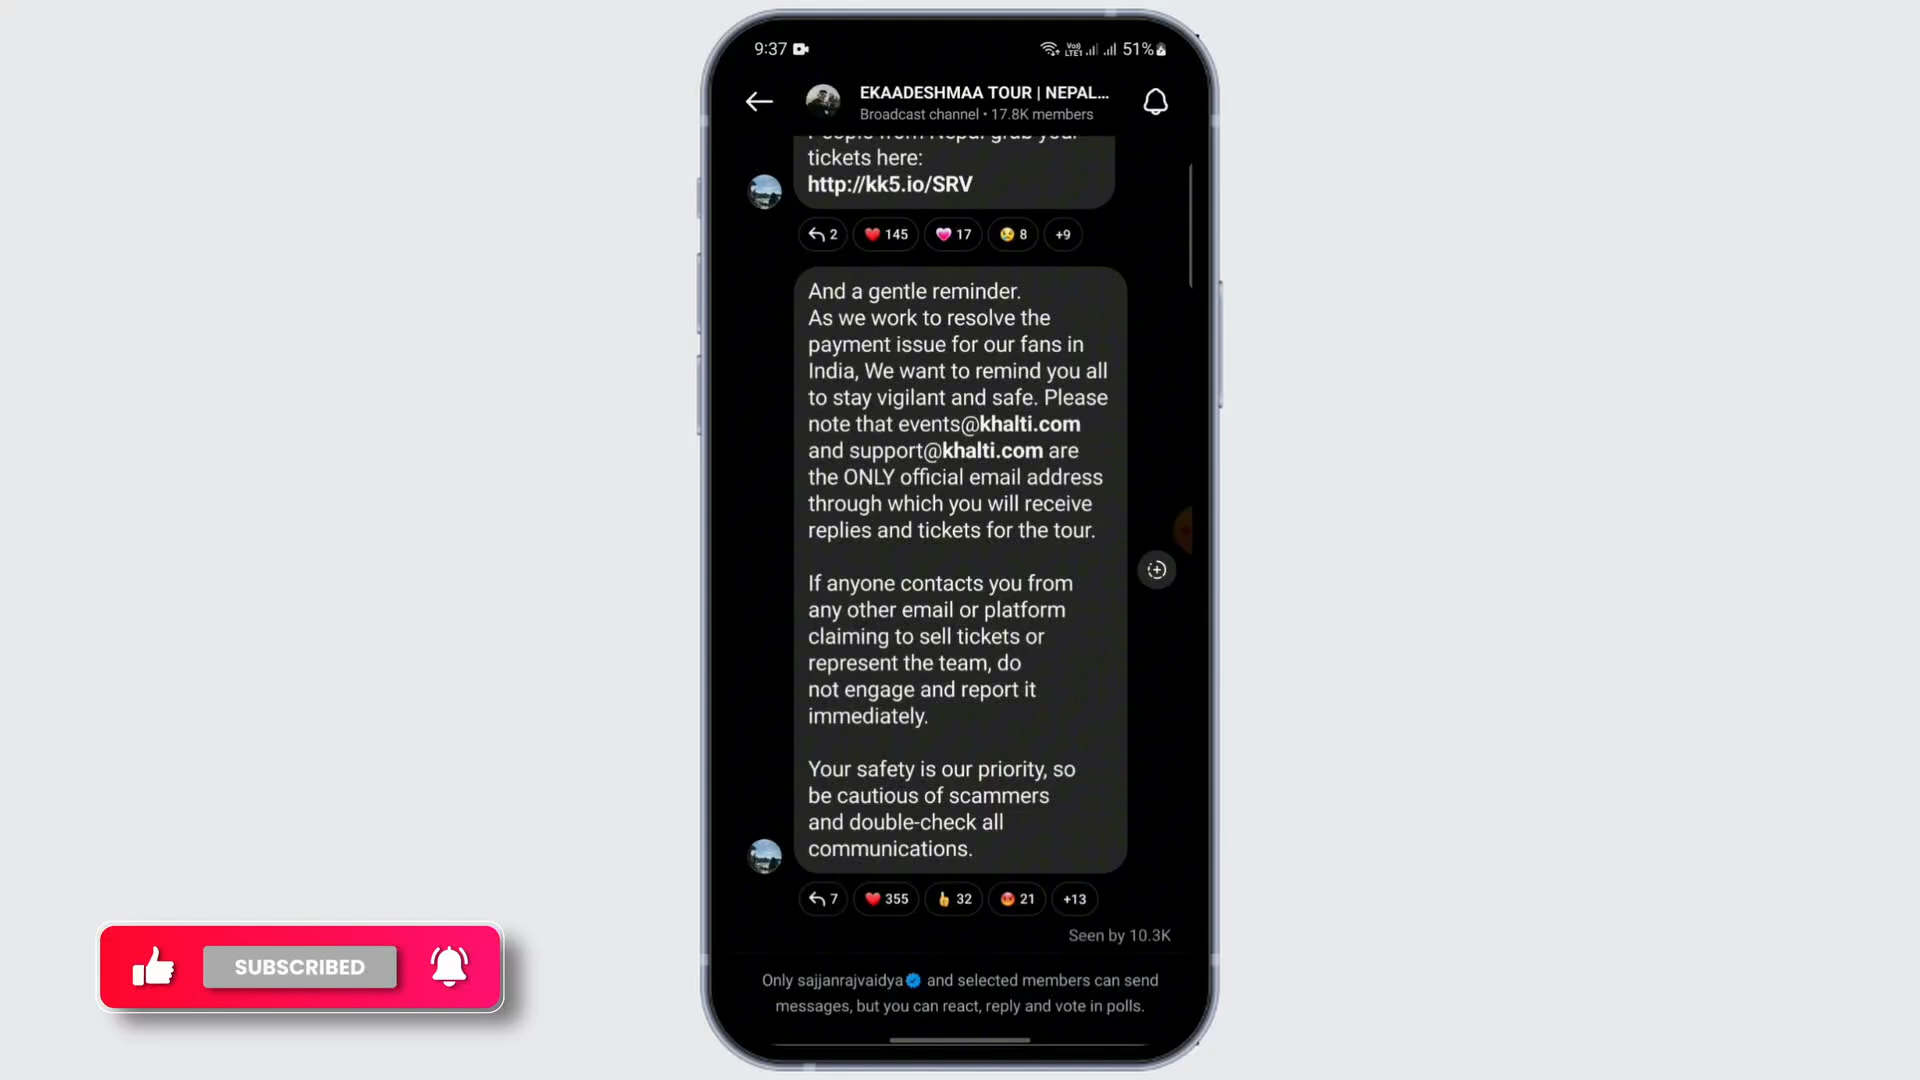 9:37
Vo)) LTE1 51%
EKAADESHMAA TOUR | NEPAL...
Broadcast channel • 17.8K members
People from Nepal grab your
tickets here:
http://kk5.io/SRV
2 145 17 8 +9
And a gentle reminder.
As we work to resolve the
payment issue for our fans in
India, We want to remind you all
to stay vigilant and safe. Please
note that events@khalti.com
and support@khalti.com are
the ONLY official email address
through which you will receive
replies and tickets for the tour.
If anyone contacts you from
any other email or platform
claiming to sell tickets or
represent the team, do
not engage and report it
immediately.
Your safety is our priority, so
be cautious of scammers
and double-check all
communications.
7 355 32 21 +13
Seen by 10.3K
Only sajjanrajvaidya and selected members can send
messages, but you can react, reply and vote in polls.
SUBSCRIBED